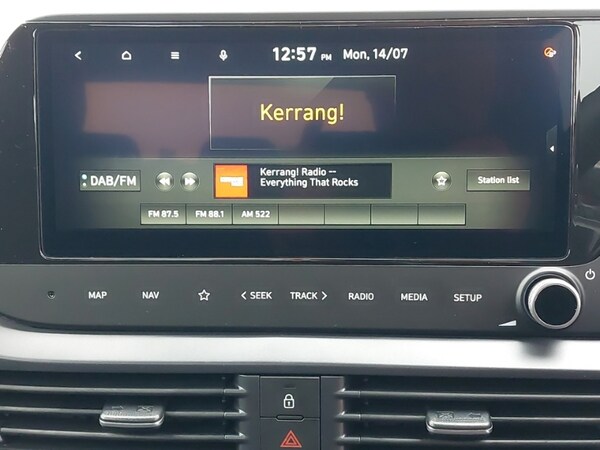 12:57 PM Mon, 14/07
Kerrang!
DAB/FM
Kerrang! Radio --
Everything That Rocks
Station list
FM 87.5 FM 88.1 AM 522
MAP NAV < SEEK TRACK > RADIO MEDIA SETUP